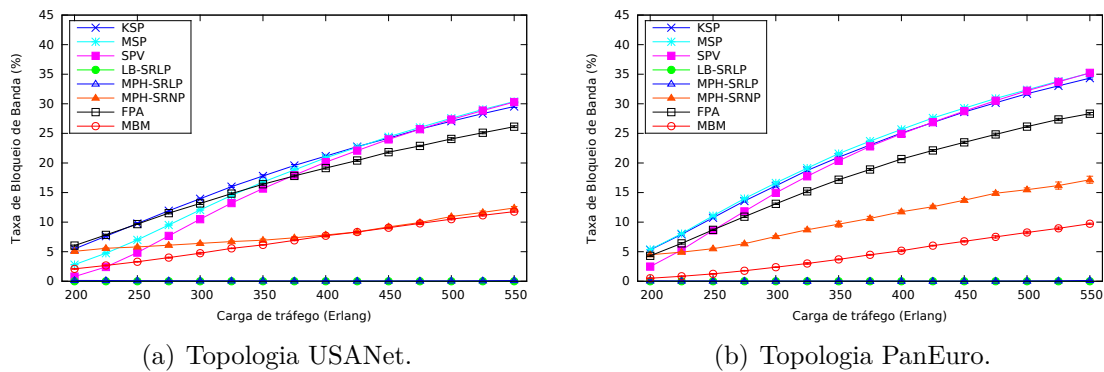 Taxa de Bloqueio de Banda (%)
45
40
35
30
25
20
15
10
5
0
KSP
MSP
SPV
LB-SRLP
MPH-SRLP
MPH-SRNP
FPA
MBM
200 250 300 350 400 450 500 550
Carga de tráfego (Erlang)
(a) Topologia USANet.
Taxa de Bloqueio de Banda (%)
45
40
35
30
25
20
15
10
5
0
KSP
MSP
SPV
LB-SRLP
MPH-SRLP
MPH-SRNP
FPA
MBM
200 250 300 350 400 450 500 550
Carga de tráfego (Erlang)
(b) Topologia PanEuro.